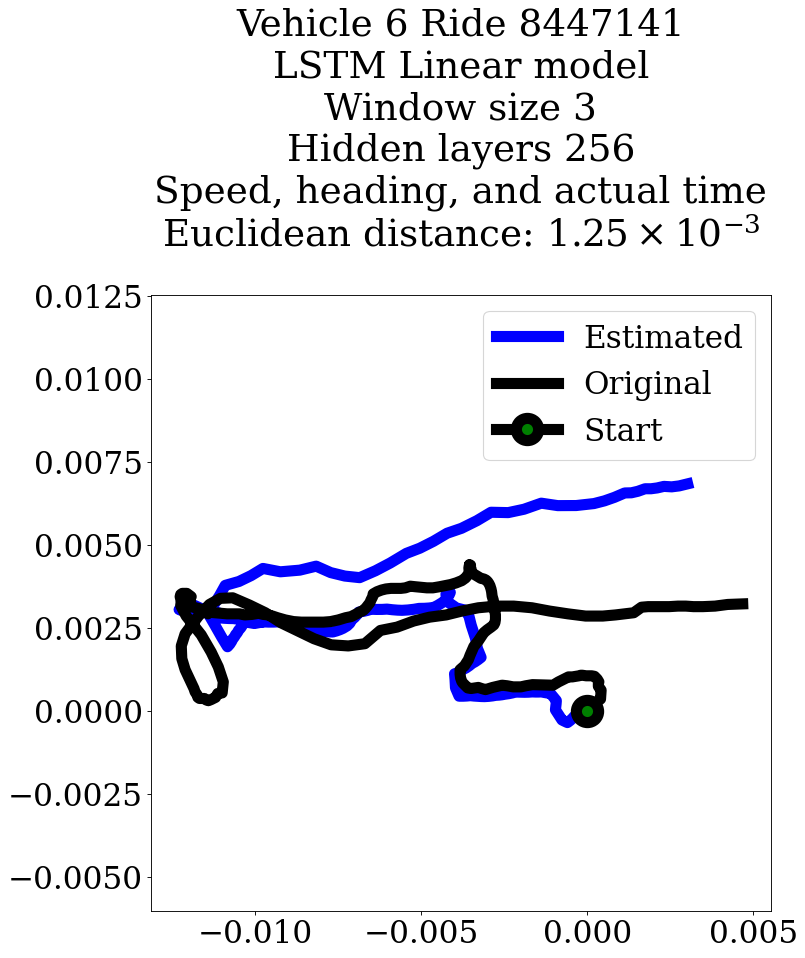 Vehicle 6 Ride 8447141
LSTM Linear model
Window size 3
Hidden layers 256
Speed, heading, and actual time
Euclidean distance: 1.25 × 10⁻³
0.0125
0.0100
0.0075
0.0050
0.0025
0.0000
−0.0025
−0.0050
Estimated
Original
Start
−0.010
−0.005
0.000
0.005